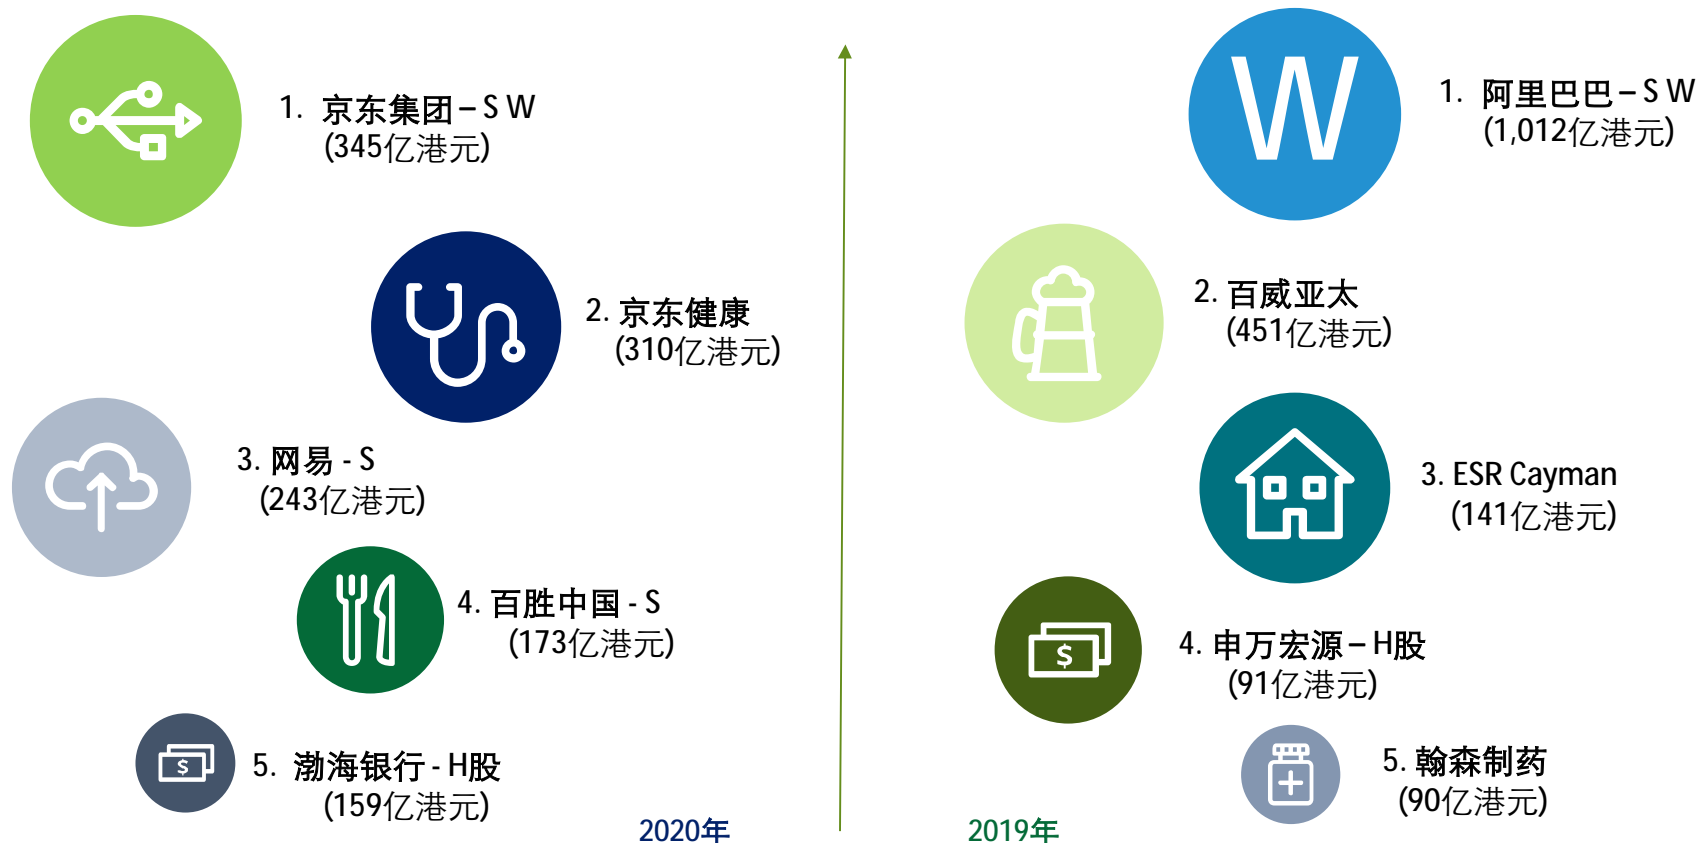 1. 京东集团 – S W
(345亿港元)
2. 京东健康
(310亿港元)
3. 网易 - S
(243亿港元)
4. 百胜中国 - S
(173亿港元)
$
5. 渤海银行 - H股
(159亿港元)
2020年
W
1. 阿里巴巴 – S W
(1,012亿港元)
2. 百威亚太
(451亿港元)
3. ESR Cayman
(141亿港元)
$
4. 申万宏源 – H股
(91亿港元)
5. 翰森制药
(90亿港元)
2019年